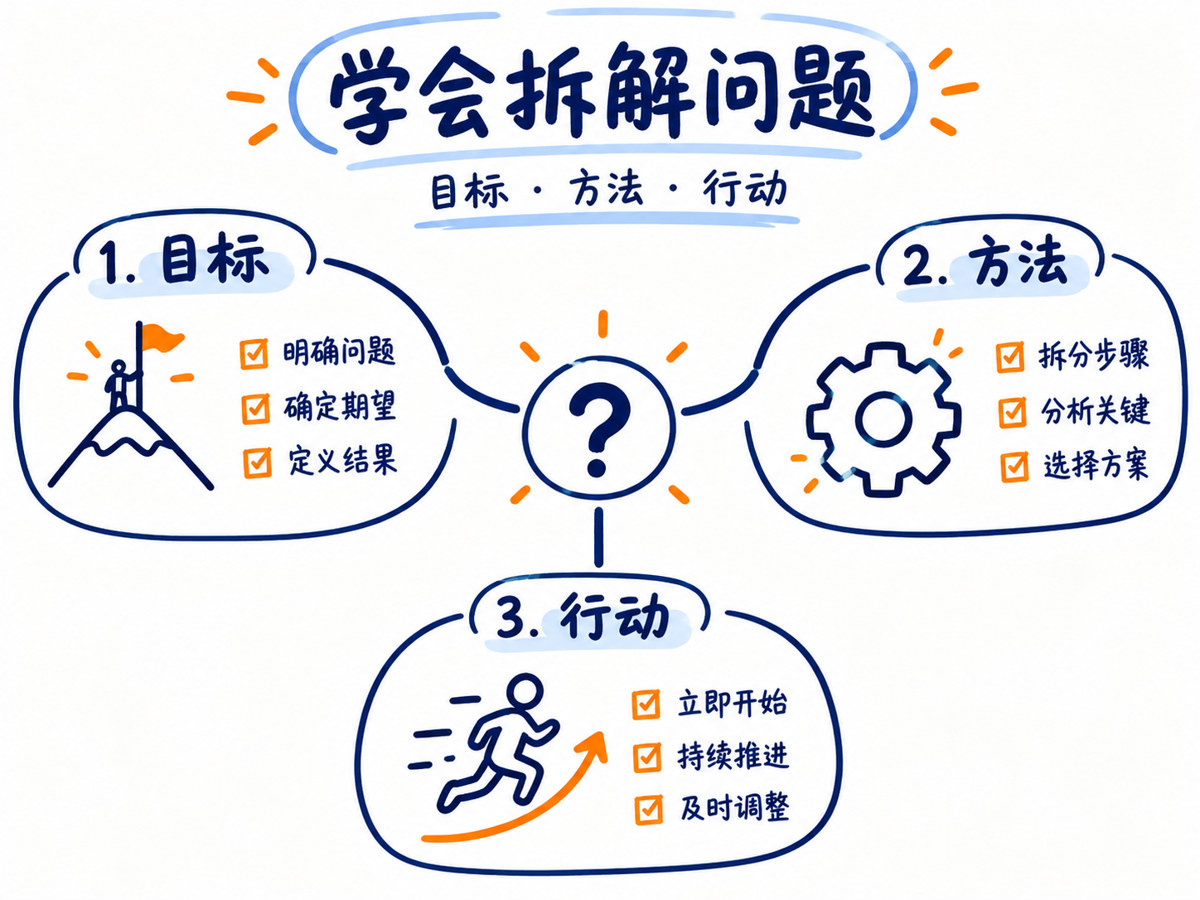 学会拆解问题
目标 · 方法 · 行动
1. 目标
明确问题
确定期望
定义结果
2. 方法
拆分步骤
分析关键
选择方案
?
3. 行动
立即开始
持续推进
及时调整